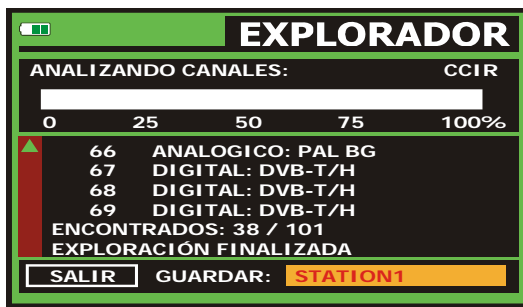 EXPLORADOR
ANALIZANDO CANALES: CCIR
0 25 50 75 100%
66 ANALOGICO: PAL BG
67 DIGITAL: DVB-T/H
68 DIGITAL: DVB-T/H
69 DIGITAL: DVB-T/H
ENCONTRADOS: 38 / 101
EXPLORACIÓN FINALIZADA
SALIR GUARDAR: STATION1